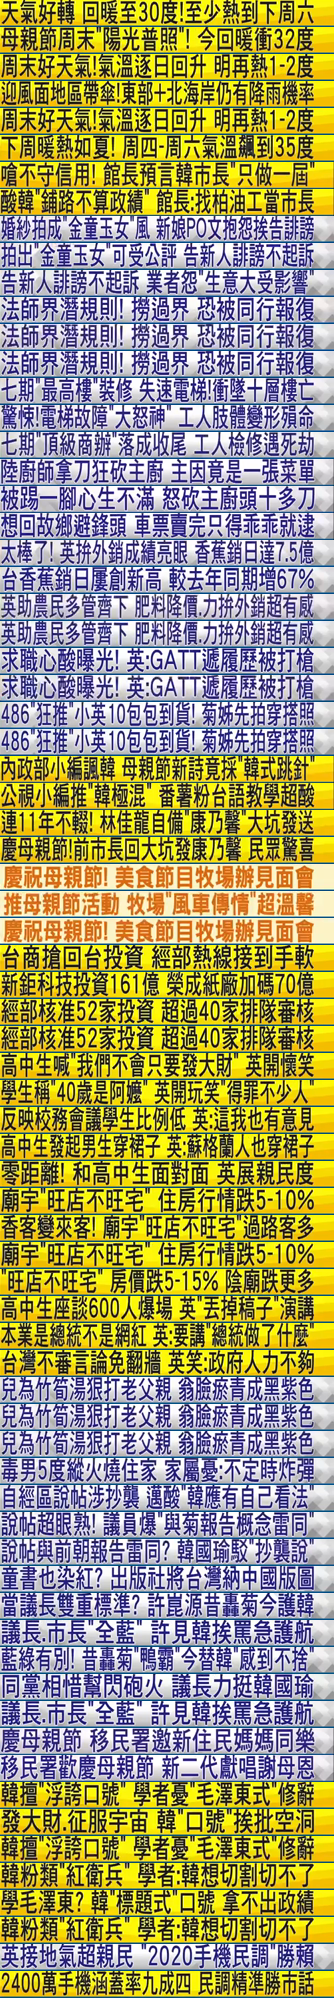 天氣好轉 回暖至30度!至少熱到下周六
母親節周末"陽光普照"! 今回暖衝32度
周末好天氣!氣溫逐日回升 明再熱1-2度
迎風面地區帶傘!東部+北海岸仍有降雨機率
周末好天氣!氣溫逐日回升 明再熱1-2度
下周暖熱如夏! 周四-周六氣溫飆到35度
嗆不守信用! 館長預言韓市長"只做一屆"
酸韓"鋪路不算政績" 館長:找柏油工當市長
婚紗拍成"金童玉女"風 新娘PO文抱怨挨告誹謗
拍出"金童玉女"可受公評 告新人誹謗不起訴
告新人誹謗不起訴 業者怨"生意大受影響"
法師界潛規則! 撈過界 恐被同行報復
法師界潛規則! 撈過界 恐被同行報復
法師界潛規則! 撈過界 恐被同行報復
七期"最高樓"裝修 失速電梯!衝墜十層樓亡
驚悚!電梯故障"大怒神" 工人肢體變形殞命
七期"頂級商辦"落成收尾 工人檢修遇死劫
陸廚師拿刀狂砍主廚 主因竟是一張菜單
被踢一腳心生不滿 怒砍主廚頭十多刀
想回故鄉避鋒頭 車票賣完只得乖乖就逮
太棒了! 英拚外銷成績亮眼 香蕉銷日達7.5億
台香蕉銷日屢創新高 較去年同期增67%
英助農民多管齊下 肥料降價.力拚外銷超有感
英助農民多管齊下 肥料降價.力拚外銷超有感
求職心酸曝光! 英:GATT遞履歷被打槍
求職心酸曝光! 英:GATT遞履歷被打槍
486"狂推"小英10包包到貨! 菊姊先拍穿搭照
486"狂推"小英10包包到貨! 菊姊先拍穿搭照
內政部小編諷韓 母親節新詩竟採"韓式跳針"
公視小編推"韓極混" 番薯粉台語教學超酸
連11年不輟! 林佳龍自備"康乃馨"大坑發送
慶母親節!前市長回大坑發康乃馨 民眾驚喜
慶祝母親節! 美食節目牧場辦見面會
推母親節活動 牧場"風車傳情"超溫馨
慶祝母親節! 美食節目牧場辦見面會
台商搶回台投資 經部熱線接到手軟
新鉅科技投資161億 榮成紙廠加碼70億
經部核准52家投資 超過40家排隊審核
經部核准52家投資 超過40家排隊審核
高中生喊"我們不會只要發大財" 英開懷笑
學生稱"40歲是阿嬤" 英開玩笑"得罪不少人"
反映校務會議學生比例低 英:這我也有意見
高中生發起男生穿裙子 英:蘇格蘭人也穿裙子
零距離! 和高中生面對面 英展親民度
廟宇"旺店不旺宅" 住房行情跌5-10%
香客變來客! 廟宇"旺店不旺宅"過路客多
廟宇"旺店不旺宅" 住房行情跌5-10%
"旺店不旺宅" 房價跌5-15% 陰廟跌更多
高中生座談600人爆場 英"丟掉稿子"演講
本業是總統不是網紅 英:要講"總統做了什麼"
台灣不審言論免翻牆 英笑:政府人力不夠
兒為竹筍湯狠打老父親 翁臉瘀青成黑紫色
兒為竹筍湯狠打老父親 翁臉瘀青成黑紫色
兒為竹筍湯狠打老父親 翁臉瘀青成黑紫色
毒男5度縱火燒住家 家屬憂:不定時炸彈
自經區說帖涉抄襲 邁酸"韓應有自己看法"
說帖超眼熟! 議員爆"與菊報告概念雷同"
說帖與前朝報告雷同? 韓國瑜駁"抄襲說"
童書也染紅? 出版社將台灣納中國版圖
當議長雙重標準? 許崑源昔轟菊今護韓
議長.市長"全藍" 許見韓挨罵急護航
藍綠有別! 昔轟菊"鴨霸"今替韓"感到不捨"
同黨相惜幫鬥砲火 議長力挺韓國瑜
議長.市長"全藍" 許見韓挨罵急護航
慶母親節 移民署邀新住民媽媽同樂
移民署歡慶母親節 新二代獻唱謝母恩
韓擅"浮誇口號" 學者憂"毛澤東式"修辭
發大財.征服宇宙 韓"口號"挨批空洞
韓擅"浮誇口號" 學者憂"毛澤東式"修辭
韓粉類"紅衛兵" 學者:韓想切割切不了
學毛澤東? 韓"標題式"口號 拿不出政績
韓粉類"紅衛兵" 學者:韓想切割切不了
英接地氣超親民 "2020手機民調"勝賴
2400萬手機涵蓋率九成四 民調精準勝市話